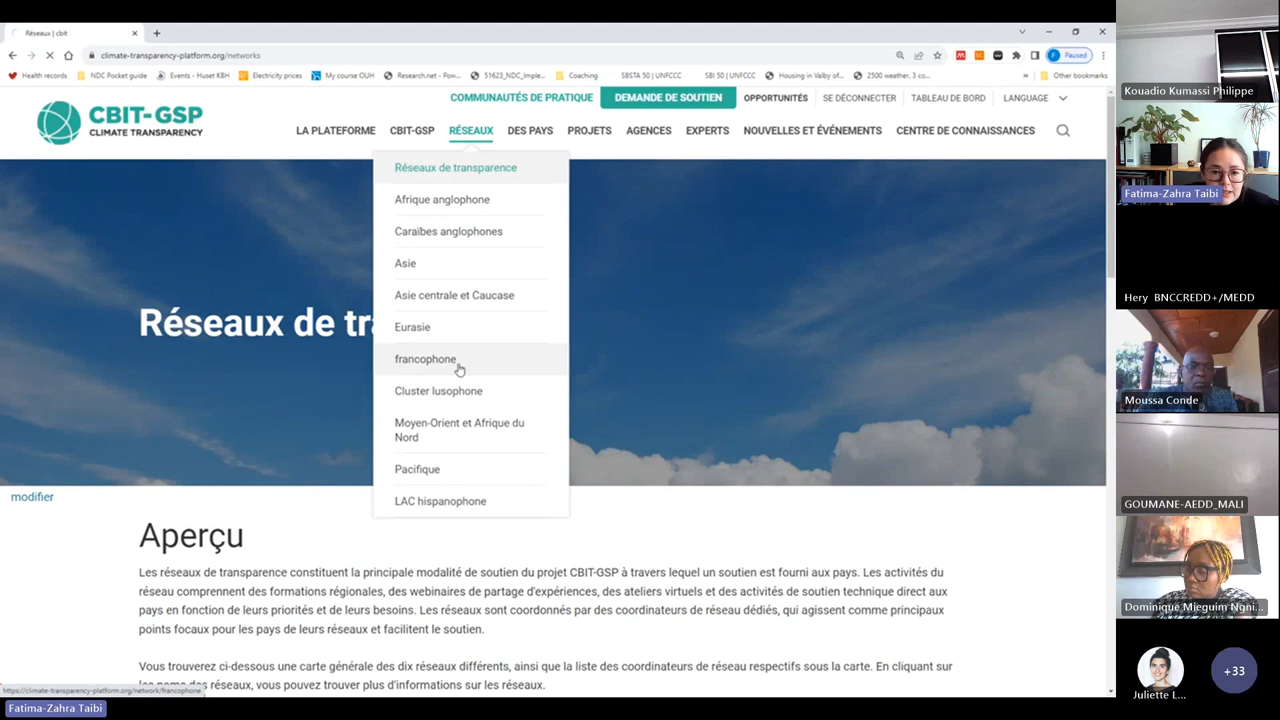 Réseaux | cbit
climate-transparency-platform.org/networks
Paused
Health records
NDC Pocket guide
Events - Huset KBH
Electricity prices
My course OUH
Research.net - Pow...
51623_NDC_Imple...
Coaching
SBSTA 50 | UNFCCC
SBI 50 | UNFCCC
Housing in Valby of...
2500 weather. 3 co...
»
Other bookmarks
CBIT-GSP
CLIMATE TRANSPARENCY
COMMUNAUTÉS DE PRATIQUE
DEMANDE DE SOUTIEN
OPPORTUNITÉS
SE DÉCONNECTER
TABLEAU DE BORD
LANGUAGE
LA PLATEFORME
CBIT-GSP
RÉSEAUX
DES PAYS
PROJETS
AGENCES
EXPERTS
NOUVELLES ET ÉVÉNEMENTS
CENTRE DE CONNAISSANCES
Réseaux de transparence
Afrique anglophone
Caraïbes anglophones
Asie
Asie centrale et Caucase
Eurasie
francophone
Cluster lusophone
Moyen-Orient et Afrique du
Nord
Pacifique
LAC hispanophone
Réseaux de tr
modifier
Aperçu
Les réseaux de transparence constituent la principale modalité de soutien du projet CBIT-GSP à travers lequel un soutien est fourni aux pays. Les activités du
réseau comprennent des formations régionales, des webinaires de partage d'expériences, des ateliers virtuels et des activités de soutien technique direct aux
pays en fonction de leurs priorités et de leurs besoins. Les réseaux sont coordonnés par des coordinateurs de réseau dédiés, qui agissent comme principaux
points focaux pour les pays de leurs réseaux et facilitent le soutien.
Vous trouverez ci-dessous une carte générale des dix réseaux différents, ainsi que la liste des coordinateurs de réseau respectifs sous la carte. En cliquant sur
des réseaux, vous pouvez trouver plus d'informations sur les réseaux.
https://climate-transparency-platform.org/network/francophone
Fatima-Zahra Taibi
Kouadio Kumassi Philippe
Fatima-Zahra Taibi
Hery BNCCREDD+/MEDD
Moussa Conde
GOUMANE-AEDD_MALI
Dominique Mieguim Ngni...
Juliette L...
+33